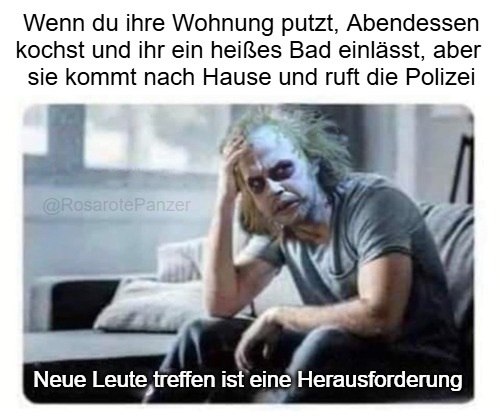 Wenn du ihre Wohnung putzt, Abendessen
kochst und ihr ein heißes Bad einlässt, aber
sie kommt nach Hause und ruft die Polizei
@RosarotePanzer
Neue Leute treffen ist eine Herausforderung